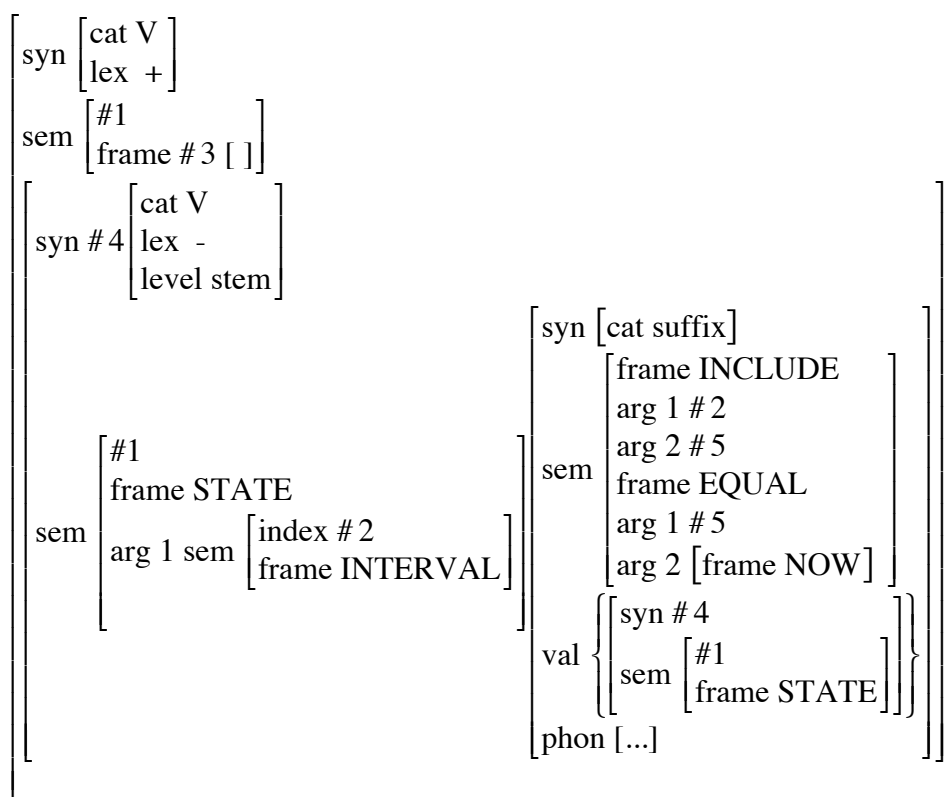 syn [cat V
lex +]
sem [#1
frame #3 [ ]]
syn #4 [cat V
lex -
level stem]
sem [#1
frame STATE
arg 1 sem [index #2
frame INTERVAL]]
syn [cat suffix]
sem [frame INCLUDE
arg 1 #2
arg 2 #5
frame EQUAL
arg 1 #5
arg 2 [frame NOW]]
val {[syn #4
sem [#1
frame STATE]]}
phon [...]